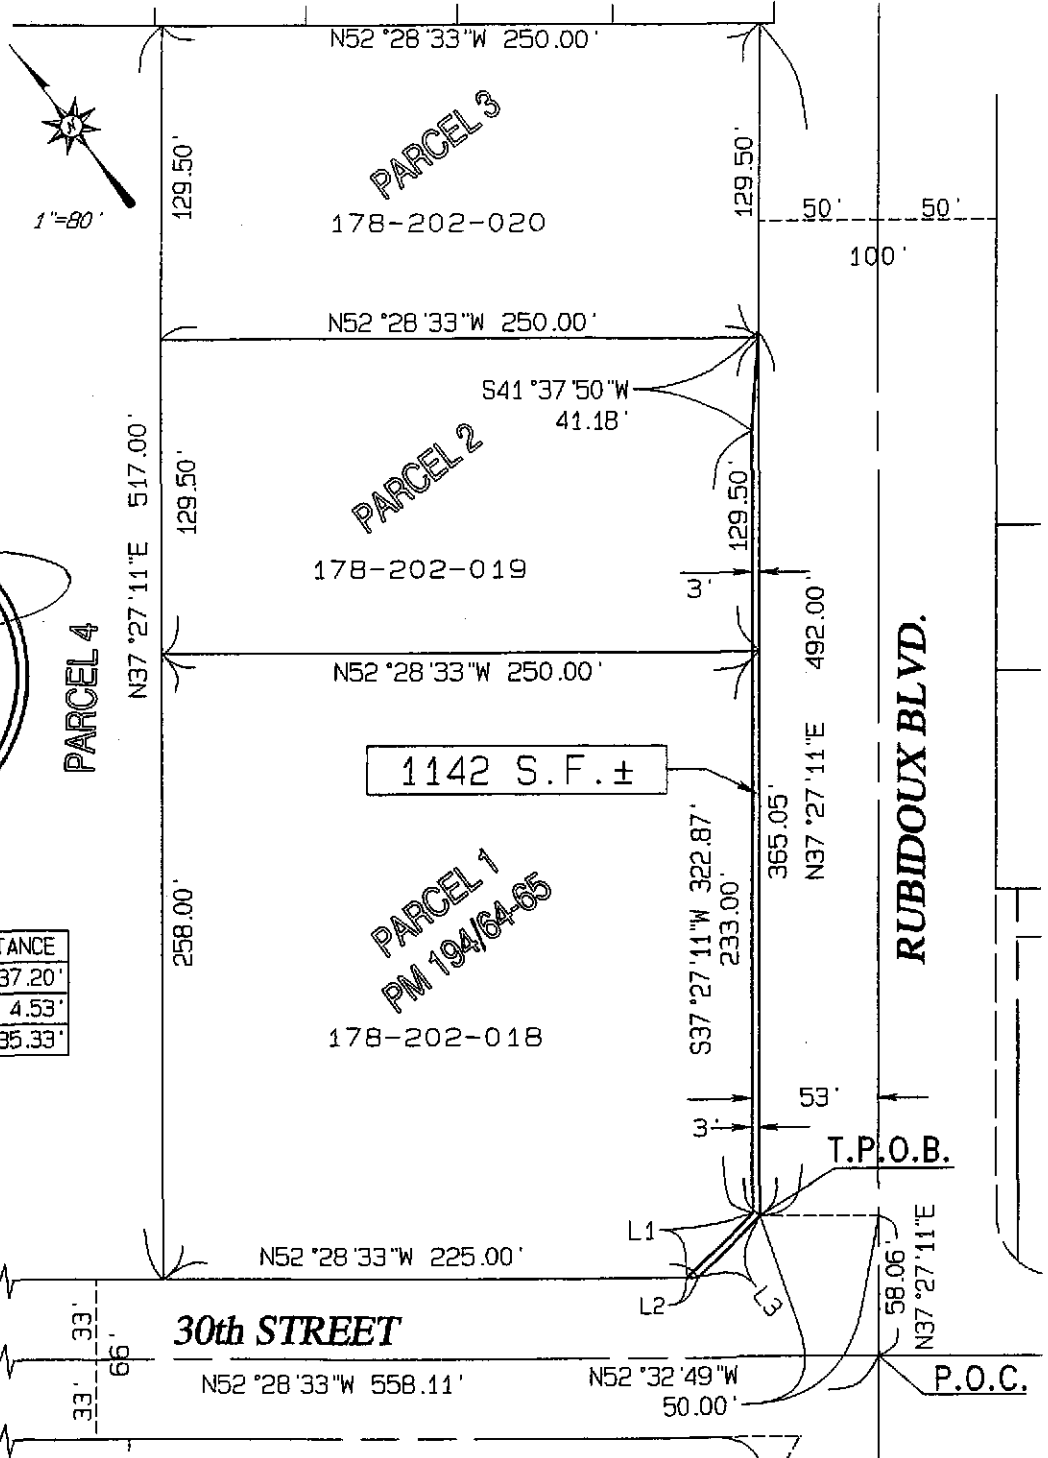 N52°28'33"W 250.00'
N
1"=80'
129.50'
PARCEL 3
178-202-020
129.50'
50' 50'
100'
N52°28'33"W 250.00'
S41°37'50"W
41.18'
N37°27'11"E 517.00'
129.50'
PARCEL 2
178-202-019
129.50'
3'
PARCEL 4
N52°28'33"W 250.00'
N37°27'11"E 492.00'
RUBIDOUX BLVD.
1142 S.F.±
365.05'
S37°27'11"W 322.87'
233.00'
258.00'
PARCEL 1
PM 194/64-65
178-202-018
TANCE
37.20'
4.53'
35.33'
53'
3'
T.P.O.B.
L1
L2
L3
N52°28'33"W 225.00'
58.06'
N37°27'11"E
33'
66'
33'
30th STREET
N52°28'33"W 558.11'
N52°32'49"W
50.00'
P.O.C.